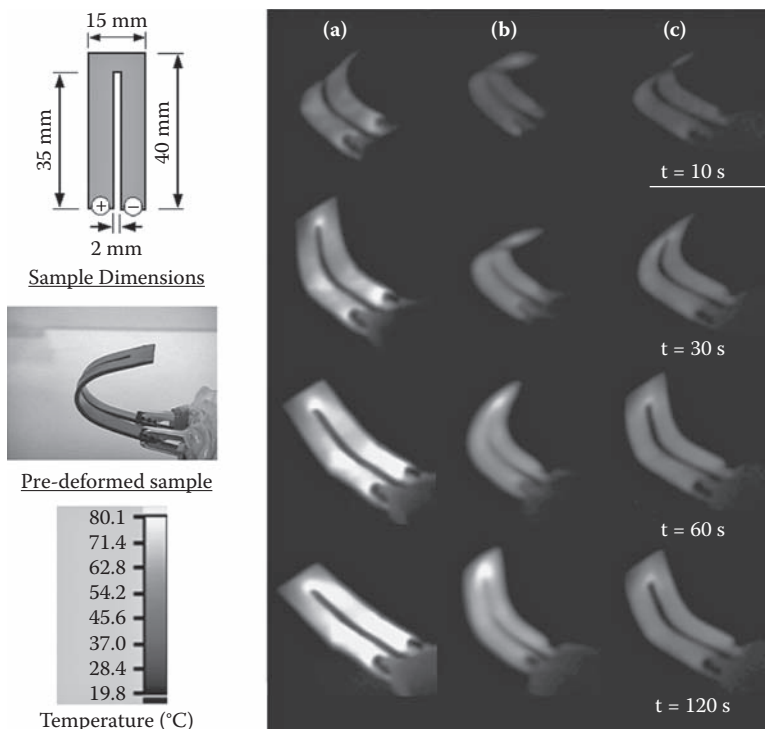 15 mm
35 mm
40 mm
+
−
2 mm
Sample Dimensions
Pre-deformed sample
80.1
71.4
62.8
54.2
45.6
37.0
28.4
19.8
Temperature (°C)
(a) (b) (c)
t = 10 s
t = 30 s
t = 60 s
t = 120 s